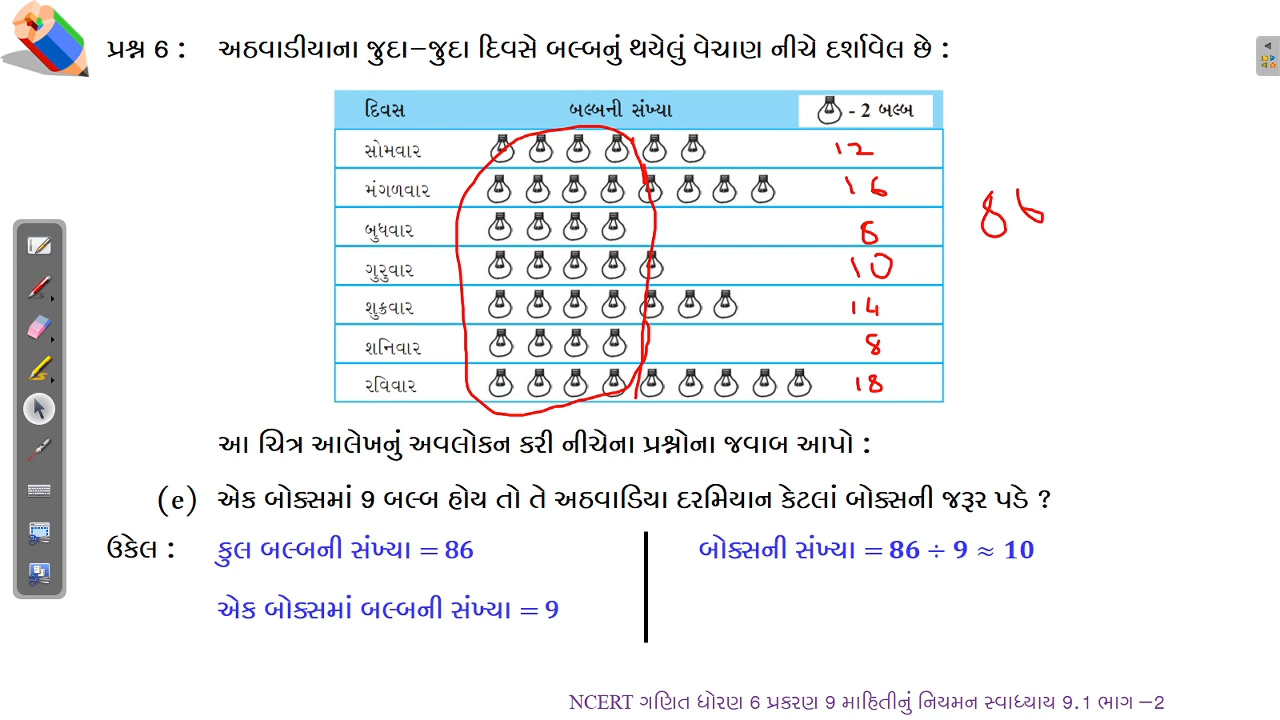 પ્રશ્ન 6 : અઠવાડીયાના જુદા–જુદા દિવસે બલ્બનું થયેલું વેચાણ નીચે દર્શાવેલ છે :
દિવસ બલ્બની સંખ્યા - 2 બલ્બ
સોમવાર 12
મંગળવાર 16
બુધવાર 8
ગુરુવાર 10
શુક્રવાર 14
શનિવાર 8
રવિવાર 18
86
આ ચિત્ર આલેખનું અવલોકન કરી નીચેના પ્રશ્નોના જવાબ આપો :
(e) એક બોક્સમાં 9 બલ્બ હોય તો તે અઠવાડિયા દરમિયાન કેટલાં બોક્સની જરૂર પડે ?
ઉકેલ : કુલ બલ્બની સંખ્યા = 86
એક બોક્સમાં બલ્બની સંખ્યા = 9
બોક્સની સંખ્યા = 86 ÷ 9 ≈ 10
NCERT ગણિત ધોરણ 6 પ્રકરણ 9 માહિતીનું નિયમન સ્વાધ્યાય 9.1 ભાગ –2